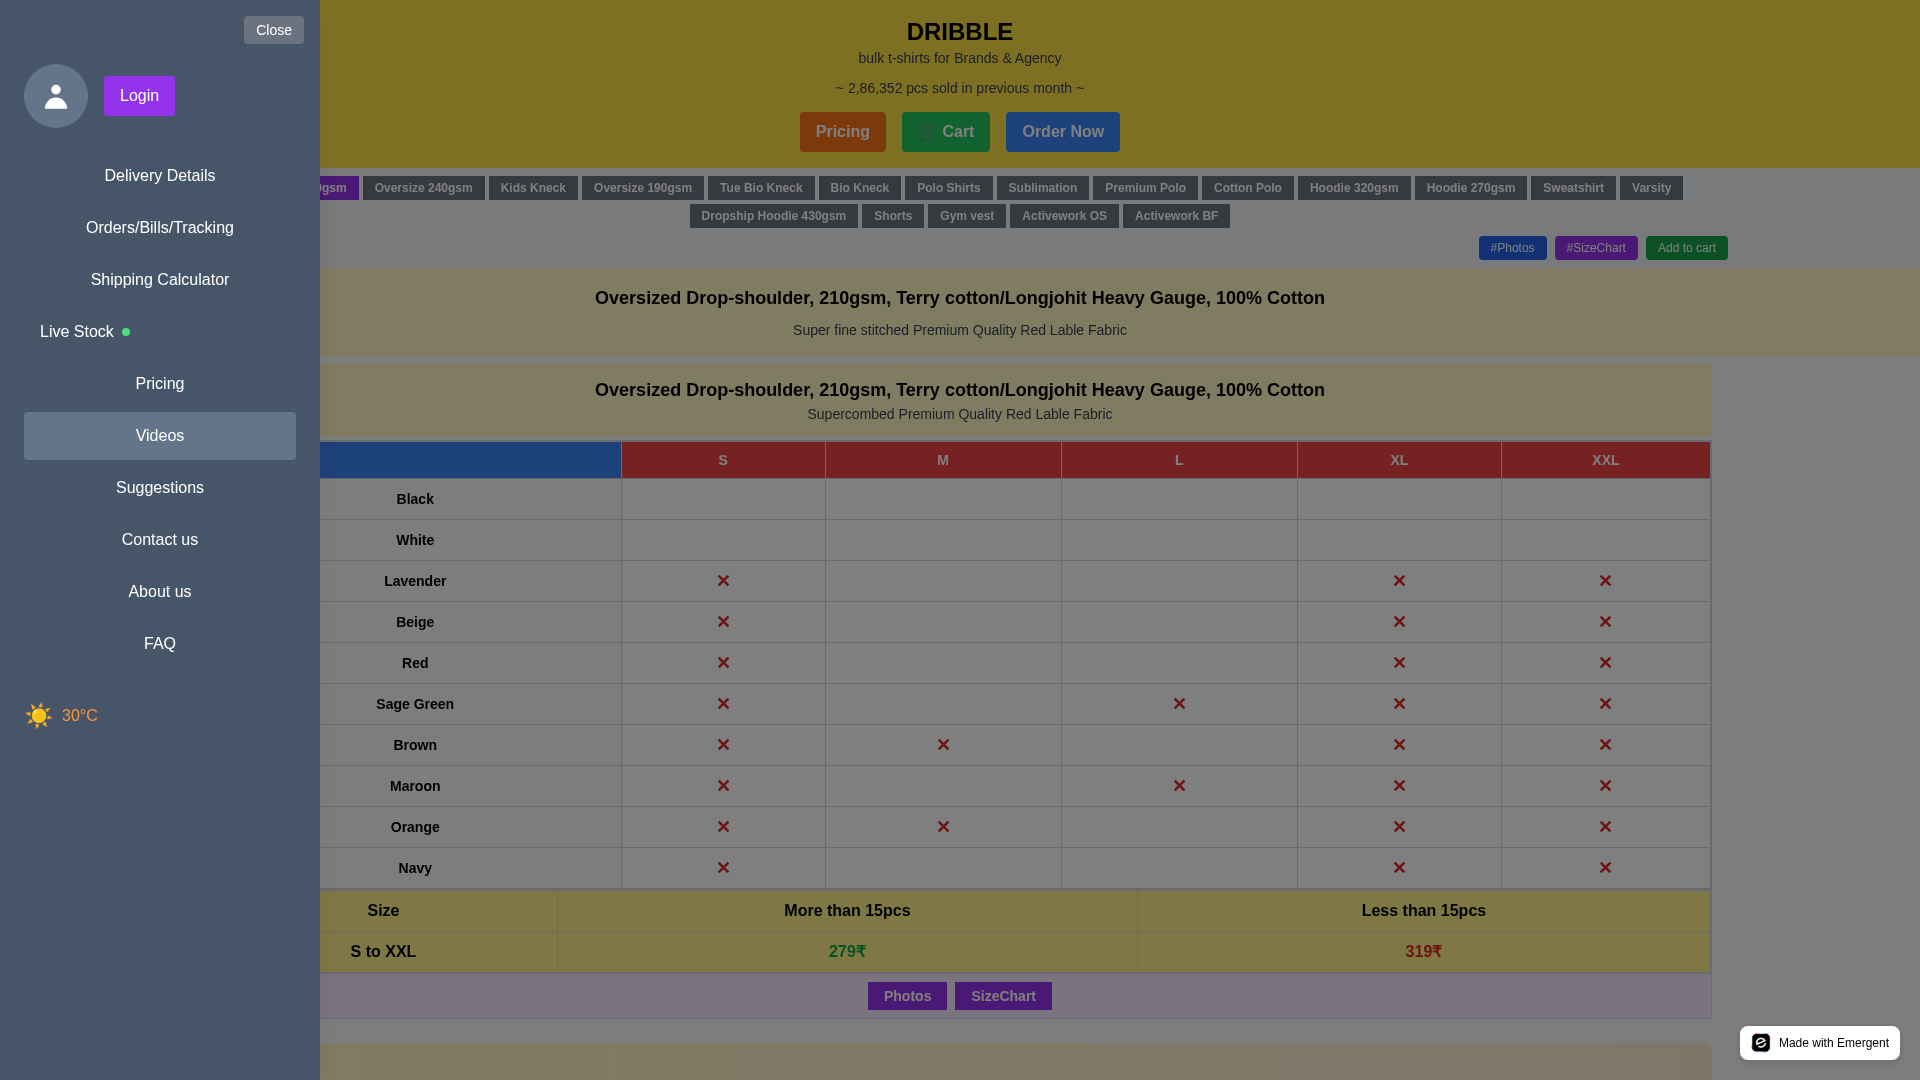 Close
Login
Delivery Details
Orders/Bills/Tracking
Shipping Calculator
Live Stock
Pricing
Videos
Suggestions
Contact us
About us
FAQ
30°C
DRIBBLE
bulk t-shirts for Brands & Agency
~ 2,86,352 pcs sold in previous month ~
Pricing 🛒 Cart Order Now
gsm Oversize 240gsm Kids Kneck Oversize 190gsm Tue Bio Kneck Bio Kneck Polo Shirts Sublimation Premium Polo Cotton Polo Hoodie 320gsm Hoodie 270gsm Sweatshirt Varsity
Dropship Hoodie 430gsm Shorts Gym vest Activework OS Activework BF
#Photos #SizeChart Add to cart
Oversized Drop-shoulder, 210gsm, Terry cotton/Longjohit Heavy Gauge, 100% Cotton
Super fine stitched Premium Quality Red Lable Fabric
Oversized Drop-shoulder, 210gsm, Terry cotton/Longjohit Heavy Gauge, 100% Cotton
Supercombed Premium Quality Red Lable Fabric
S M L XL XXL
Black
White
Lavender ✕ ✕ ✕
Beige ✕ ✕ ✕
Red ✕ ✕ ✕
Sage Green ✕ ✕ ✕ ✕
Brown ✕ ✕ ✕ ✕
Maroon ✕ ✕ ✕ ✕
Orange ✕ ✕ ✕ ✕
Navy ✕ ✕ ✕
Size More than 15pcs Less than 15pcs
S to XXL 279₹ 319₹
Photos SizeChart
Made with Emergent